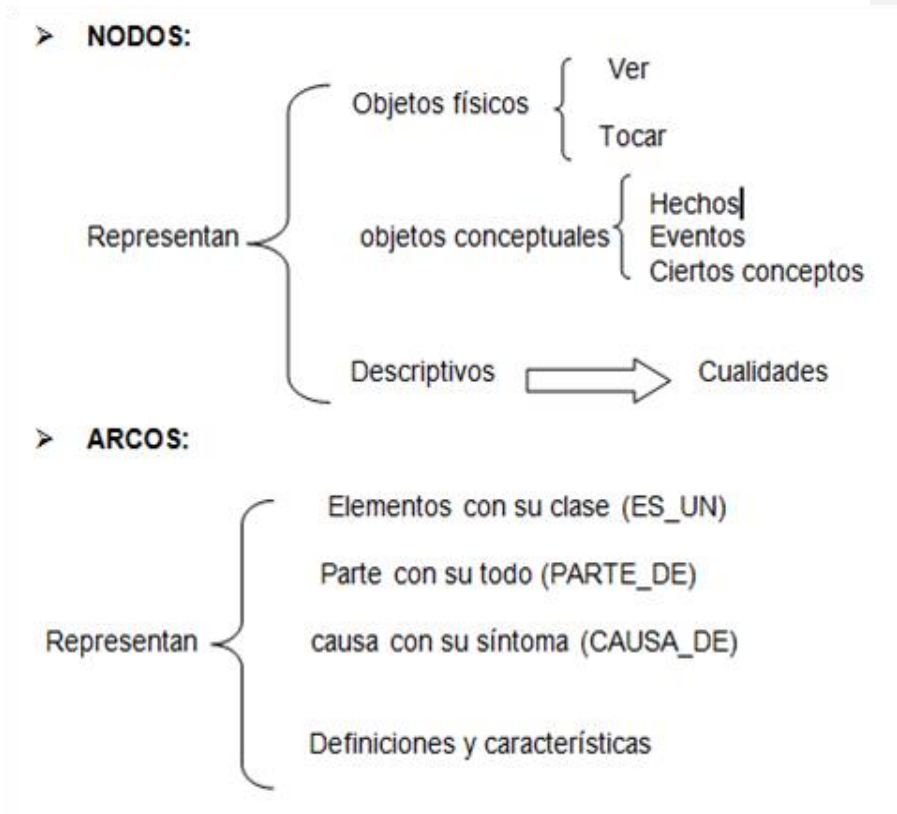 NODOS:
Representan
Objetos físicos
Ver
Tocar
objetos conceptuales
Hechos
Eventos
Ciertos conceptos
Descriptivos
Cualidades
ARCOS:
Representan
Elementos con su clase (ES_UN)
Parte con su todo (PARTE_DE)
causa con su síntoma (CAUSA_DE)
Definiciones y características